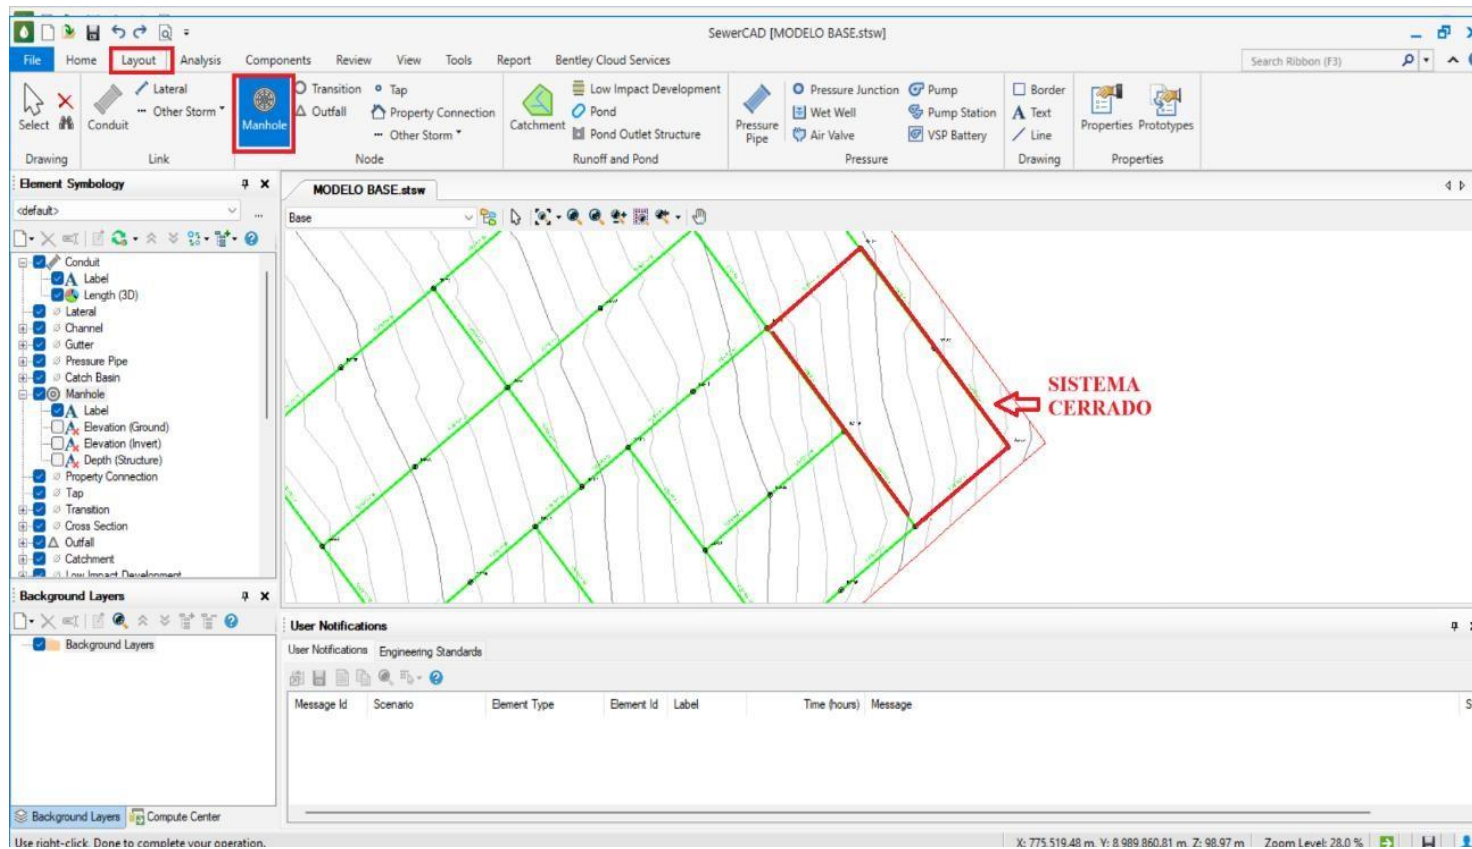 SewerCAD [MODELO BASE.stsw]
File Home Layout Analysis Components Review View Tools Report Bentley Cloud Services Search Ribbon (F3)
Select
Conduit
Lateral
Other Storm
Manhole
Transition
Outfall
Tap
Property Connection
Other Storm
Catchment
Low Impact Development
Pond
Pond Outlet Structure
Pressure
Pipe
Pressure Junction
Wet Well
Air Valve
Pump
Pump Station
VSP Battery
Border
Text
Line
Properties
Prototypes
Drawing Link Node Runoff and Pond Pressure Drawing Properties
Element Symbology
<default>
Conduit
Label
Length (3D)
Lateral
Channel
Gutter
Pressure Pipe
Catch Basin
Manhole
Label
Elevation (Ground)
Elevation (Invert)
Depth (Structure)
Property Connection
Tap
Transition
Cross Section
Outfall
Catchment
Low Impact Development
Background Layers
Background Layers
Background Layers Compute Center
MODELO BASE.stsw
Base
SISTEMA
CERRADO
User Notifications
User Notifications Engineering Standards
Message Id Scenario Element Type Element Id Label Time (hours) Message S
Use right-click, Done to complete your operation.
X: 775.519,48 m, Y: 8.989.860,81 m, Z: 98,97 m Zoom Level: 28,0 %